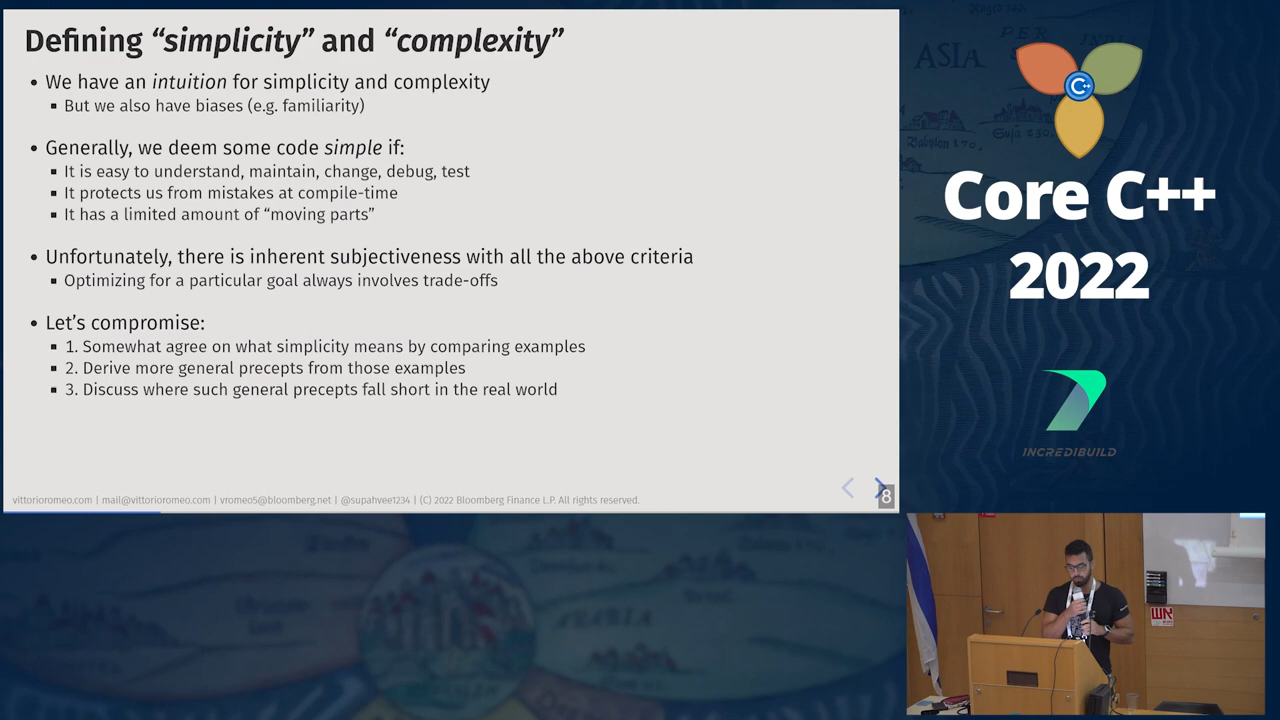 Defining “simplicity” and “complexity”
• We have an intuition for simplicity and complexity
▪ But we also have biases (e.g. familiarity)
• Generally, we deem some code simple if:
▪ It is easy to understand, maintain, change, debug, test
▪ It protects us from mistakes at compile-time
▪ It has a limited amount of “moving parts”
• Unfortunately, there is inherent subjectiveness with all the above criteria
▪ Optimizing for a particular goal always involves trade-offs
• Let’s compromise:
▪ 1. Somewhat agree on what simplicity means by comparing examples
▪ 2. Derive more general precepts from those examples
▪ 3. Discuss where such general precepts fall short in the real world
vittorioromeo.com | mail@vittorioromeo.com | vromeo5@bloomberg.net | @supahvee1234 | (C) 2022 Bloomberg Finance L.P. All rights reserved.
8
ASIA
PER
INDIA
C++
Core C++
2022
INCREDIBUILD
ARABIA